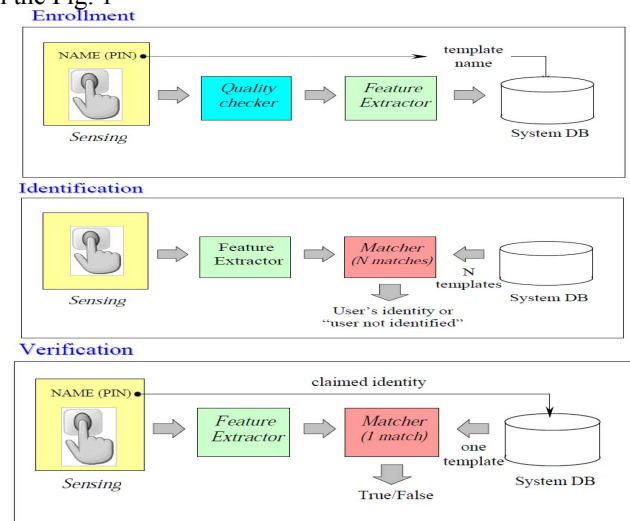 Enrollment
NAME (PIN)
template
name
Quality
checker
Feature
Extractor
System DB
Sensing
Identification
Feature
Extractor
Matcher
(N matches)
N
templates
System DB
Sensing
User's identity or
"user not identified"
Verification
NAME (PIN)
claimed identity
Feature
Extractor
Matcher
(1 match)
one
template
System DB
Sensing
True/False